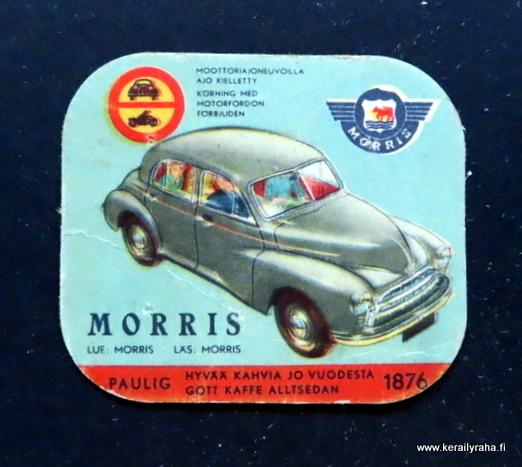 MOOTTORIAJONEUVOILLA
AJO KIELLETTY
KÖRNING MED
MOTORFORDON
FÖRBJUDEN
MORRIS
MORRIS
LUE: MORRIS LÄS: MORRIS
PAULIG HYVÄÄ KAHVIA JO VUODESTA 1876
GOTT KAFFE ALLTSEDAN
www.kerailyraha.fi